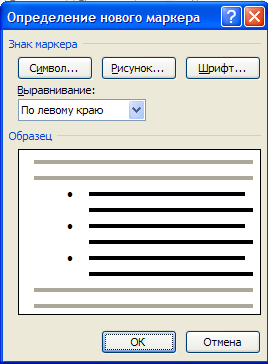 Определение нового маркера
Знак маркера
Символ... Рисунок... Шрифт...
Выравнивание:
По левому краю
Образец
ОК Отмена